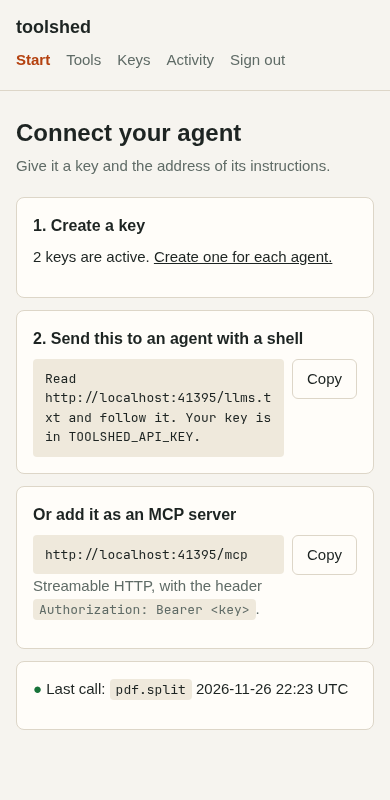 toolshed
Start Tools Keys Activity Sign out
Connect your agent
Give it a key and the address of its instructions.
1. Create a key
2 keys are active. Create one for each agent.
2. Send this to an agent with a shell
Read
http://localhost:41395/llms.t
xt and follow it. Your key is
in TOOLSHED_API_KEY.
Copy
Or add it as an MCP server
http://localhost:41395/mcp
Copy
Streamable HTTP, with the header
Authorization: Bearer <key>.
● Last call: pdf.split 2026-11-26 22:23 UTC